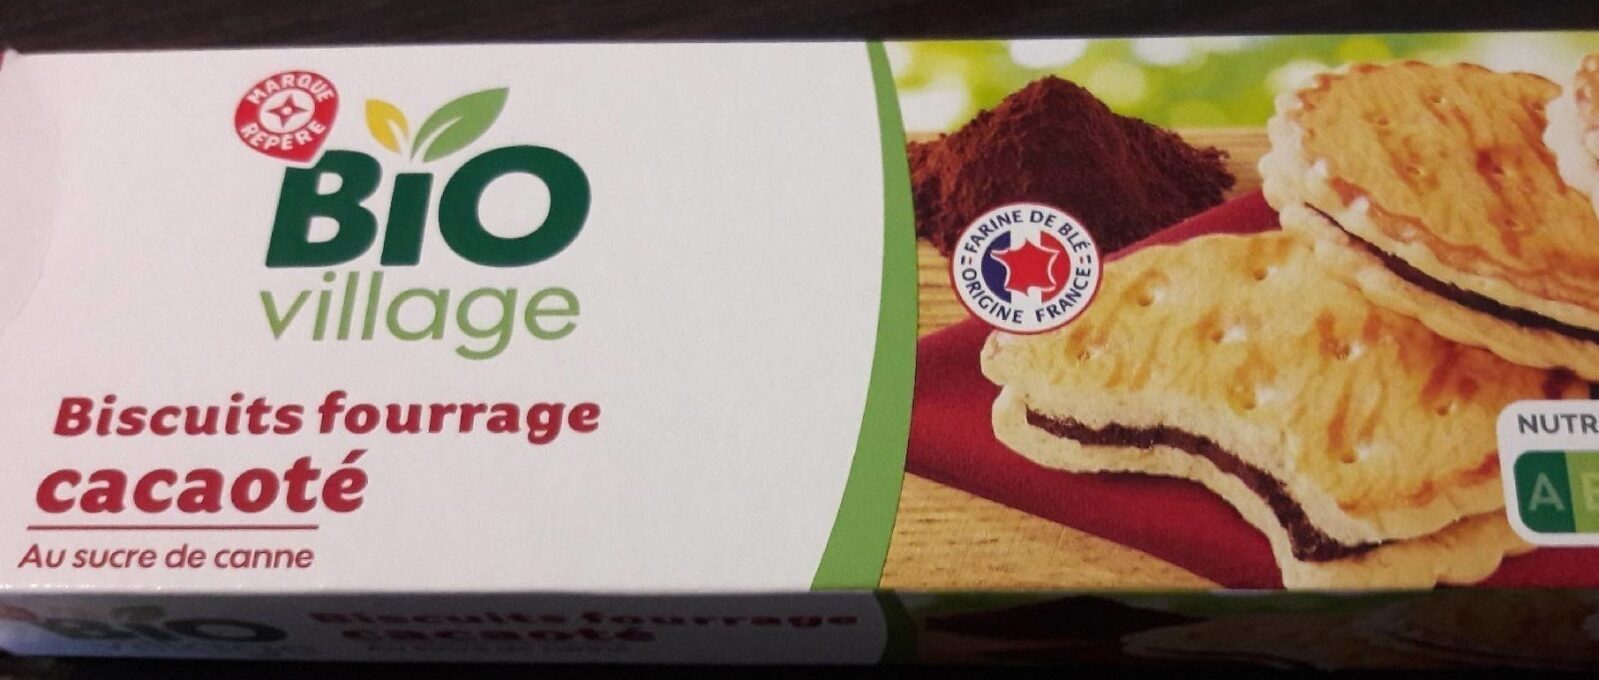 MARQUE
REPÈRE
BiO
village
Biscuits fourrage
cacaoté
Au sucre de canne
FARINE DE BLÉ
ORIGINE FRANCE
NUTR
A
Biscuits fourrage
cacaoté